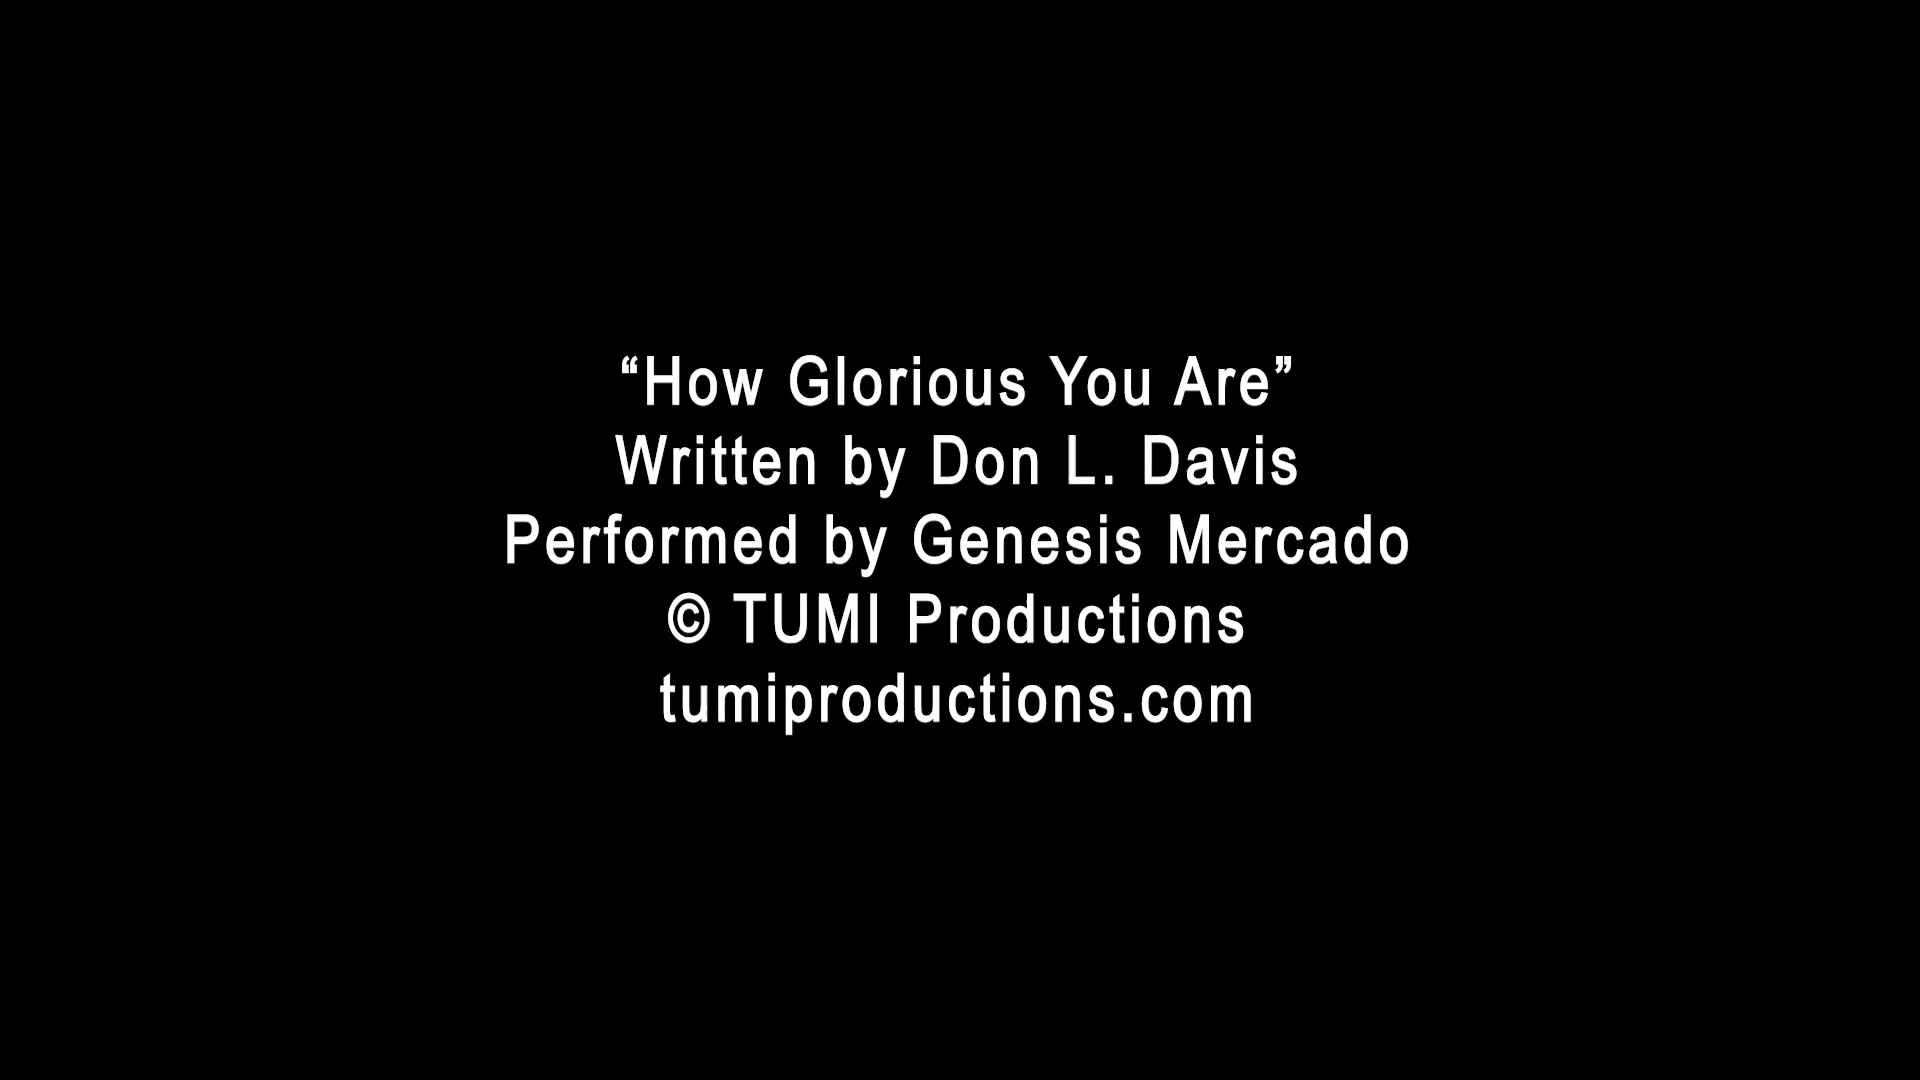 “How Glorious You Are”
Written by Don L. Davis
Performed by Genesis Mercado
© TUMI Productions
tumiproductions.com